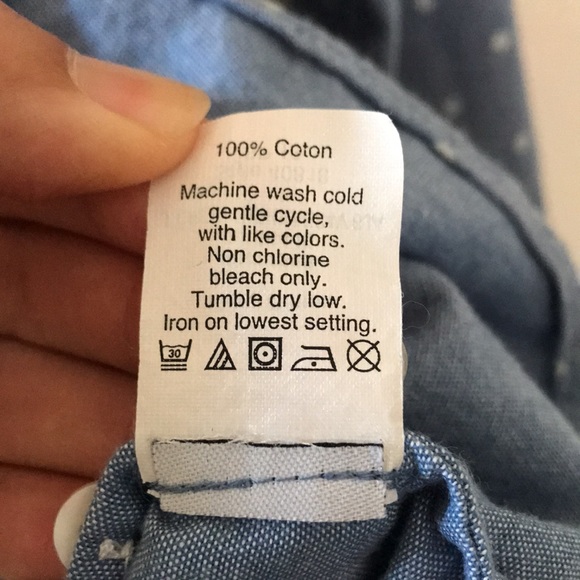 100% Coton
Machine wash cold
gentle cycle,
with like colors.
Non chlorine
bleach only.
Tumble dry low.
Iron on lowest setting.
30